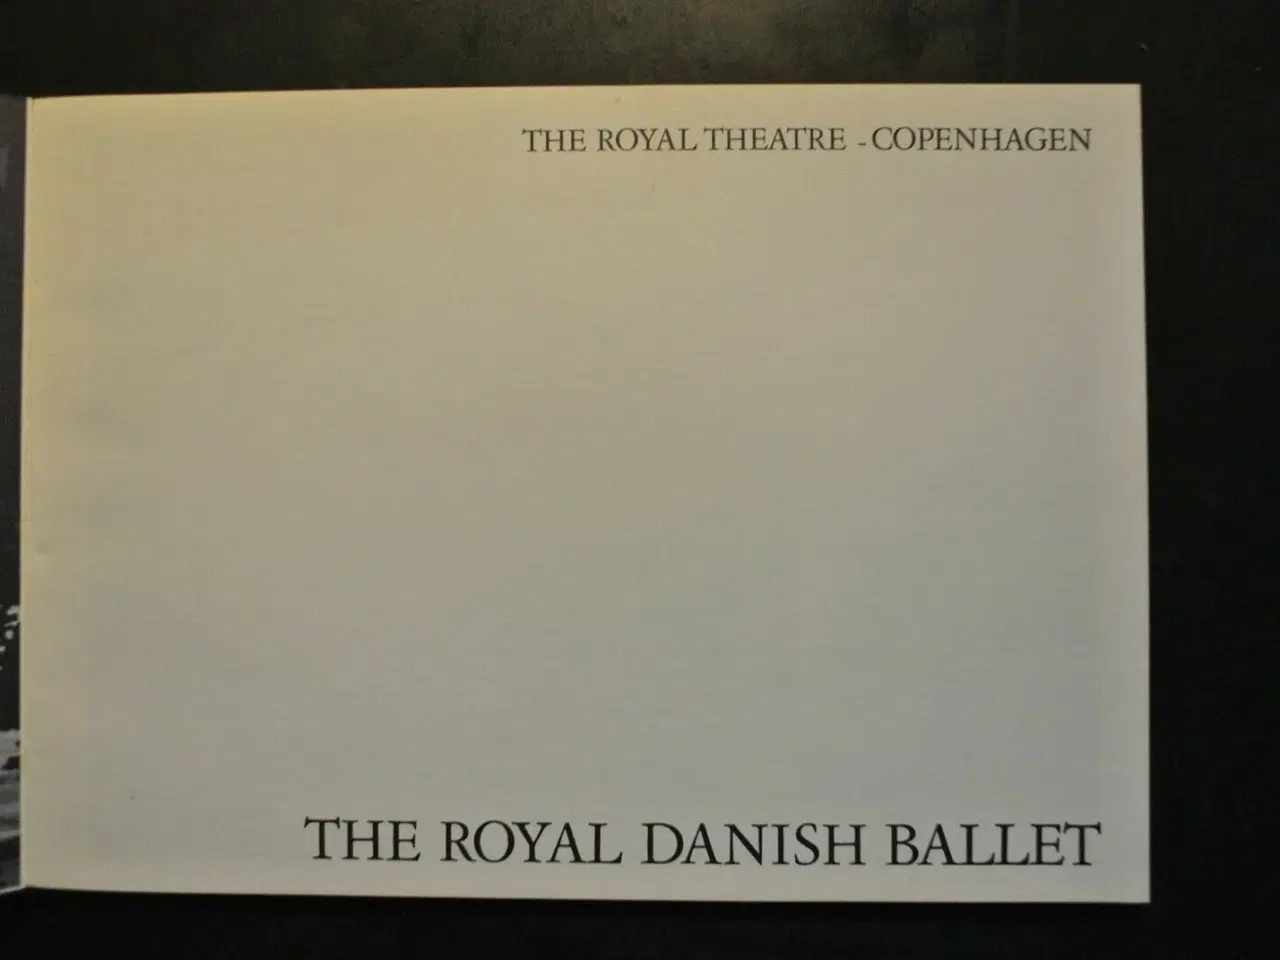 THE ROYAL THEATRE - COPENHAGEN
THE ROYAL DANISH BALLET